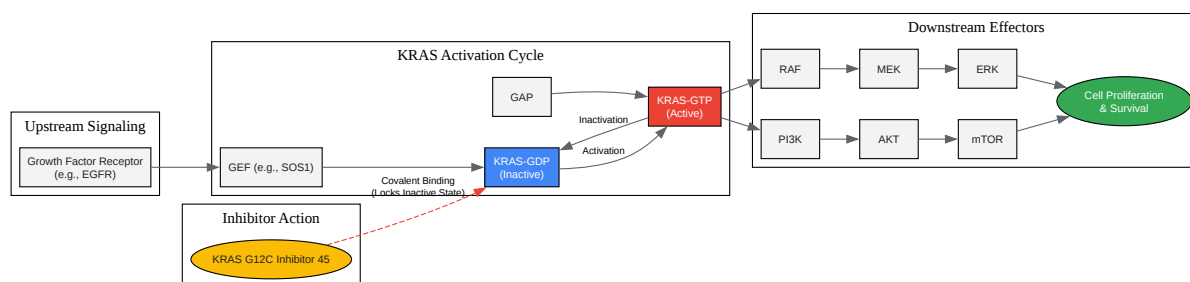 Upstream Signaling
Growth Factor Receptor
(e.g., EGFR)
KRAS Activation Cycle
GEF (e.g., SOS1)
GAP
KRAS-GDP
(Inactive)
KRAS-GTP
(Active)
Inactivation
Activation
Covalent Binding
(Locks Inactive State)
Inhibitor Action
KRAS G12C Inhibitor 45
Downstream Effectors
RAF
MEK
ERK
PI3K
AKT
mTOR
Cell Proliferation
& Survival